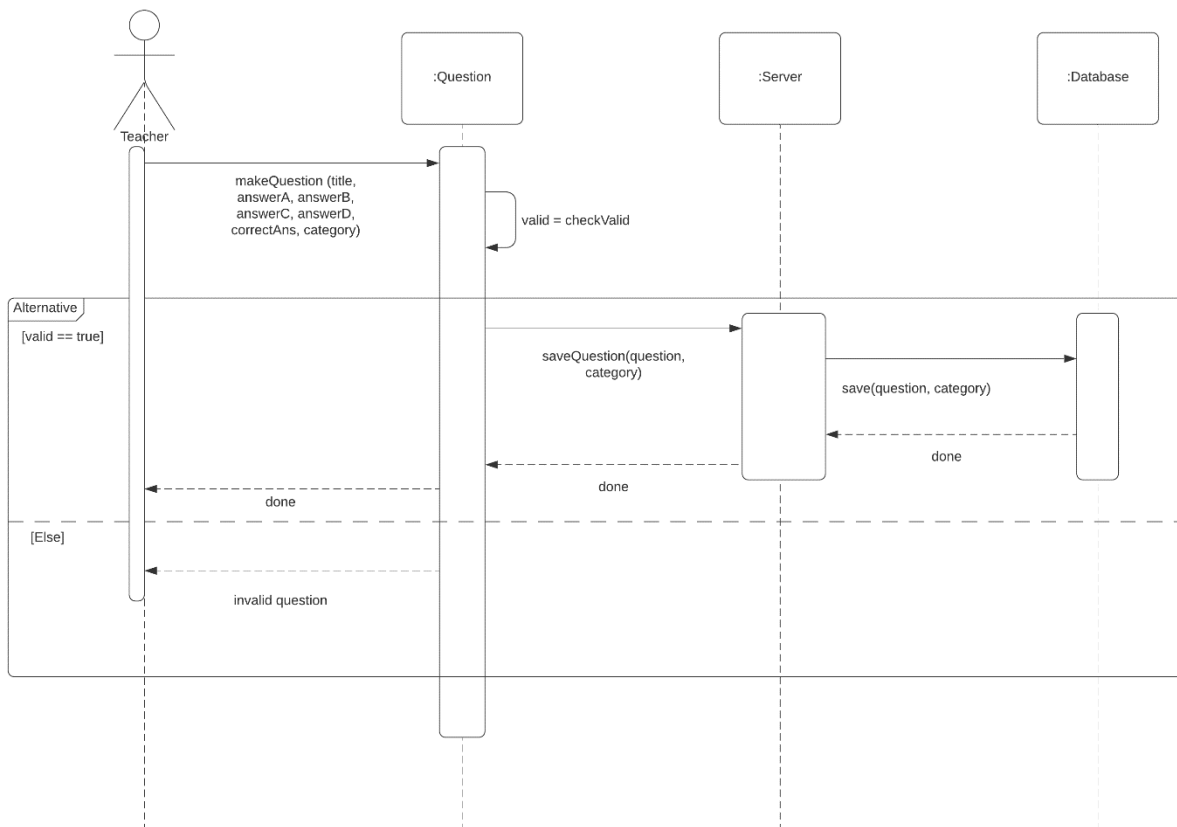 :Question
:Server
:Database
Teacher
makeQuestion (title,
answerA, answerB,
answerC, answerD,
correctAns, category)
valid = checkValid
Alternative
[valid == true]
saveQuestion(question,
category)
save(question, category)
done
done
done
[Else]
invalid question